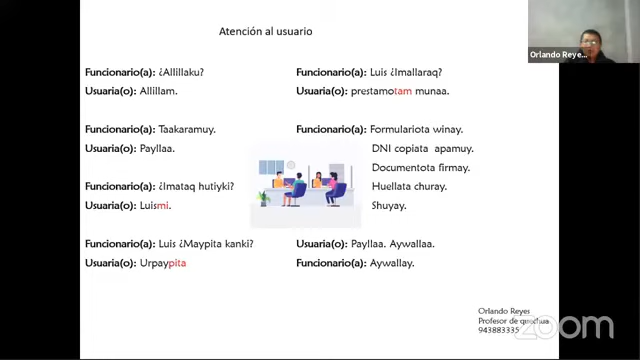 Atención al usuario
Orlando Reye...
Funcionario(a): ¿Allillaku?
Usuaria(o): Allillam.
Funcionario(a): Taakaramuy.
Usuaria(o): Payllaa.
Funcionario(a): ¿Imataq hutiyki?
Usuaria(o): Luismi.
Funcionario(a): Luis ¿Maypita kanki?
Usuaria(o): Urpaypita
Funcionario(a): Luis ¿Imallaraq?
Usuaria(o): prestamotam munaa.
Funcionario(a): Formulariota winay.
DNI copiata apamuy.
Documentota firmay.
Huellata churay.
Shuyay.
Usuaria(o): Payllaa. Aywallaa.
Funcionario(a): Aywallay.
Orlando Reyes
Profesor de quechua
943883335
zoom